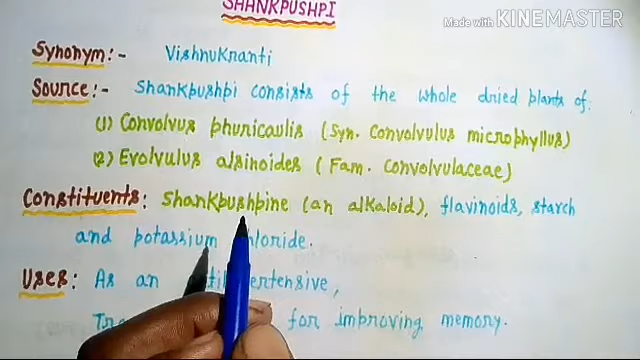 SHANKPUSHPI
Made with KINEMASTER
Synonym:- Vishnukranti
Source:- Shankpushpi consists of the whole dried plants of:
(1) Convolvus phuricaulis (Syn. Convolvulus microphyllus)
(2) Evolvulus alsinoides (Fam. Convolvulaceae)
Constituents: Shankpushpine (an alkaloid), flavinoids, starch
and potassium hloride.
Uses: As an ertensive,
for improving memory.